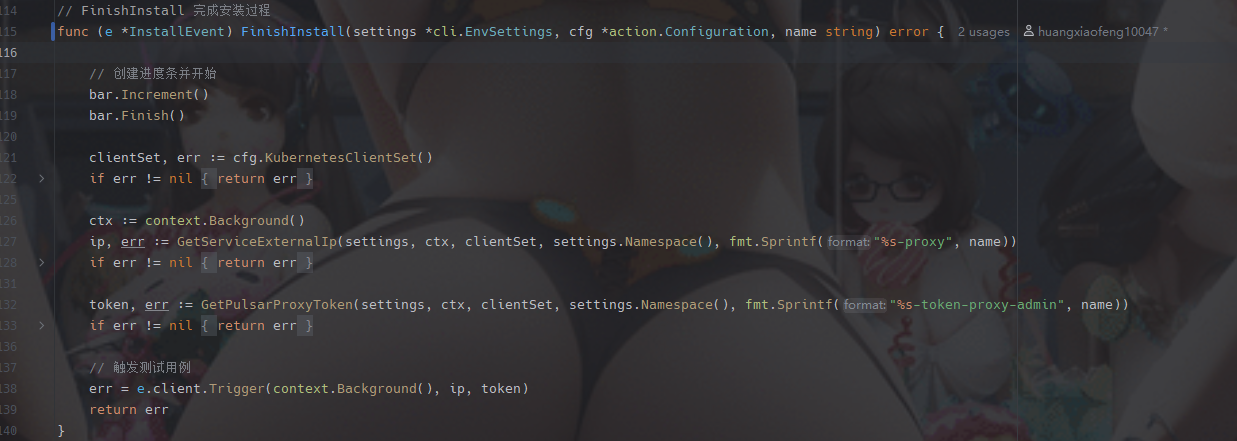 114 // FinishInstall 完成安装过程
115 func (e *InstallEvent) FinishInstall(settings *cli.EnvSettings, cfg *action.Configuration, name string) error { 2 usages huangxiaofeng10047 *
116
117 // 创建进度条并开始
118 bar.Increment()
119 bar.Finish()
120
121 clientSet, err := cfg.KubernetesClientSet()
122 if err != nil { return err }
125
126 ctx := context.Background()
127 ip, err := GetServiceExternalIp(settings, ctx, clientSet, settings.Namespace(), fmt.Sprintf( format: "%s-proxy", name))
128 if err != nil { return err }
131
132 token, err := GetPulsarProxyToken(settings, ctx, clientSet, settings.Namespace(), fmt.Sprintf( format: "%s-token-proxy-admin", name))
133 if err != nil { return err }
136
137 // 触发测试用例
138 err = e.client.Trigger(context.Background(), ip, token)
139 return err
140 }